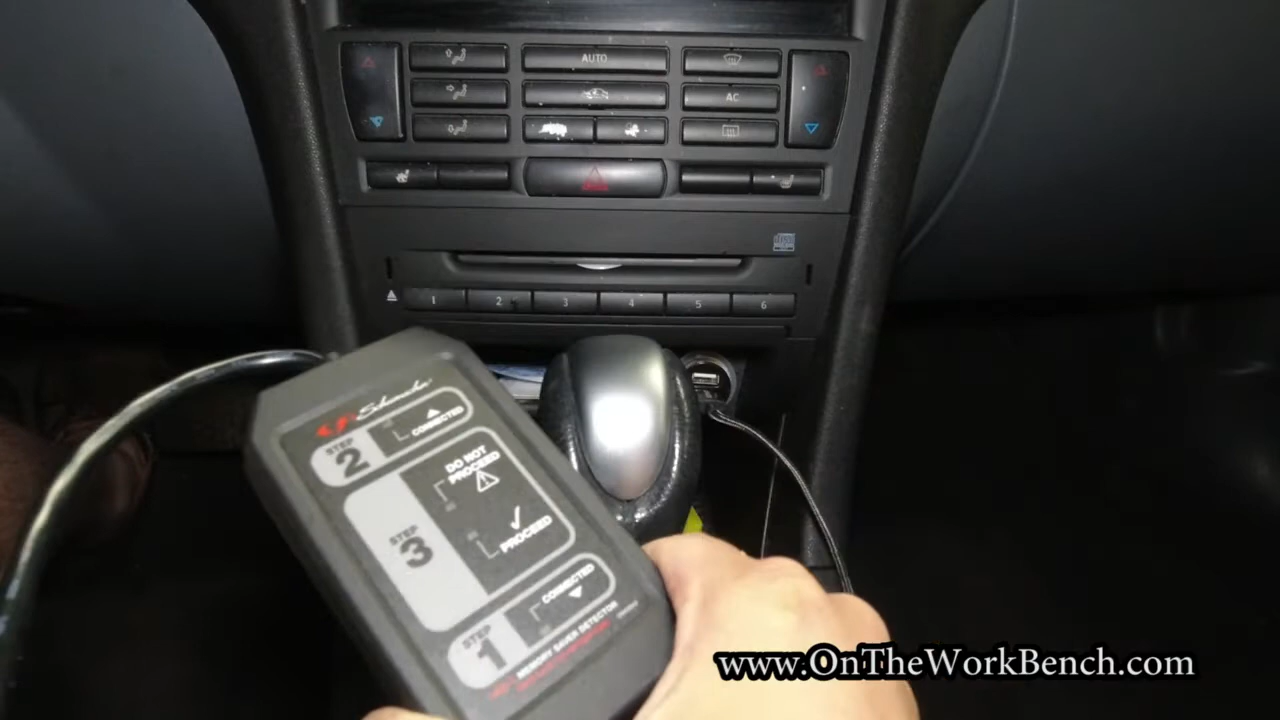 AUTO
AC
1 2 3 4 5 6
Schumacher
STEP
2
CONNECTED
DO NOT
PROCEED
STEP
3
PROCEED
CONNECTED
STEP
1
MEMORY SAVER DETECTOR
www.OnTheWorkBench.com